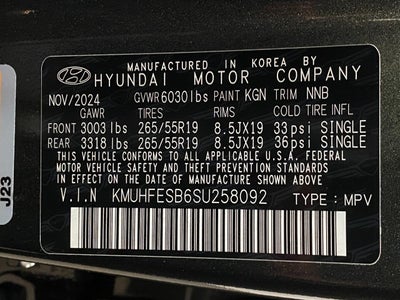 MANUFACTURED IN KOREA BY
HYUNDAI MOTOR COMPANY
NOV/2024 GVWR 6030 lbs PAINT KGN TRIM NNB
GAWR TIRES RIMS COLD TIRE INFL
FRONT 3003 lbs 265/55R19 8.5JX19 33psi SINGLE
REAR 3318 lbs 265/55R19 8.5JX19 36psi SINGLE
THIS VEHICLE CONFORMS TO ALL APPLICABLE U.S.A. FEDERAL
MOTOR VEHICLE SAFETY, BUMPER, AND THEFT PREVENTION STANDARDS
IN EFFECT ON THE DATE OF MANUFACTURE SHOWN ABOVE.
V.I.N KMUHFESB6SU258092 TYPE : MPV
J23